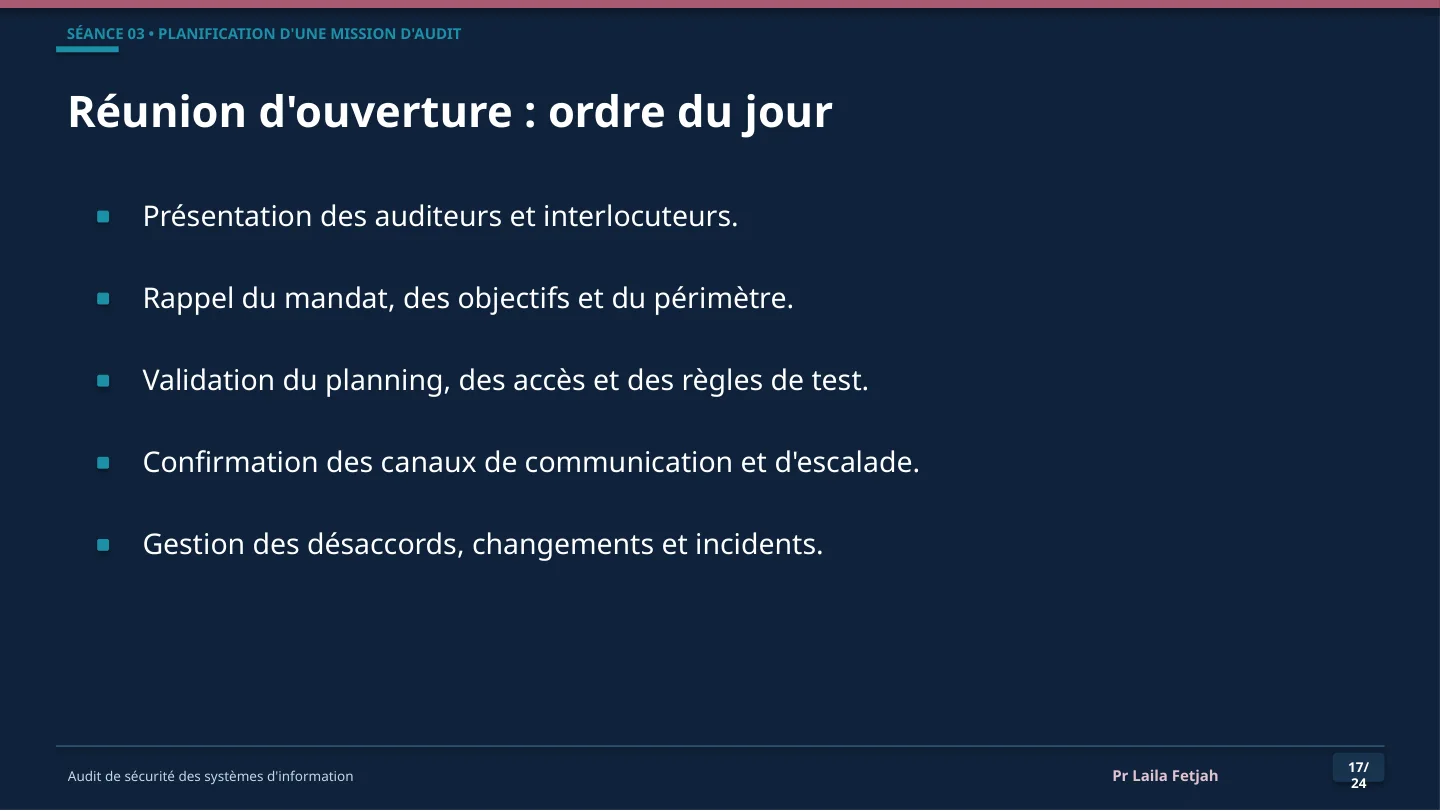 SÉANCE 03 • PLANIFICATION D'UNE MISSION D'AUDIT
Réunion d'ouverture : ordre du jour
Présentation des auditeurs et interlocuteurs.
Rappel du mandat, des objectifs et du périmètre.
Validation du planning, des accès et des règles de test.
Confirmation des canaux de communication et d'escalade.
Gestion des désaccords, changements et incidents.
Audit de sécurité des systèmes d'information
Pr Laila Fetjah
17/
24